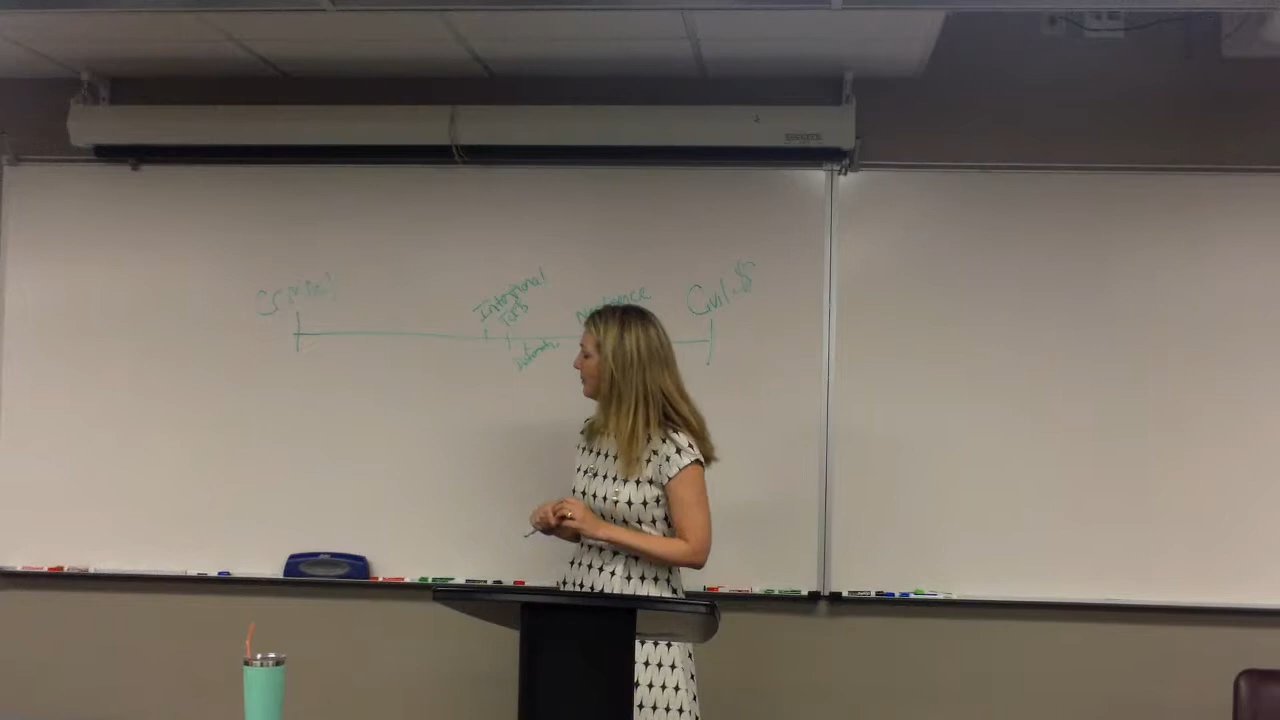 Criminal
Intentional
Torts
Negligence
Civil - $